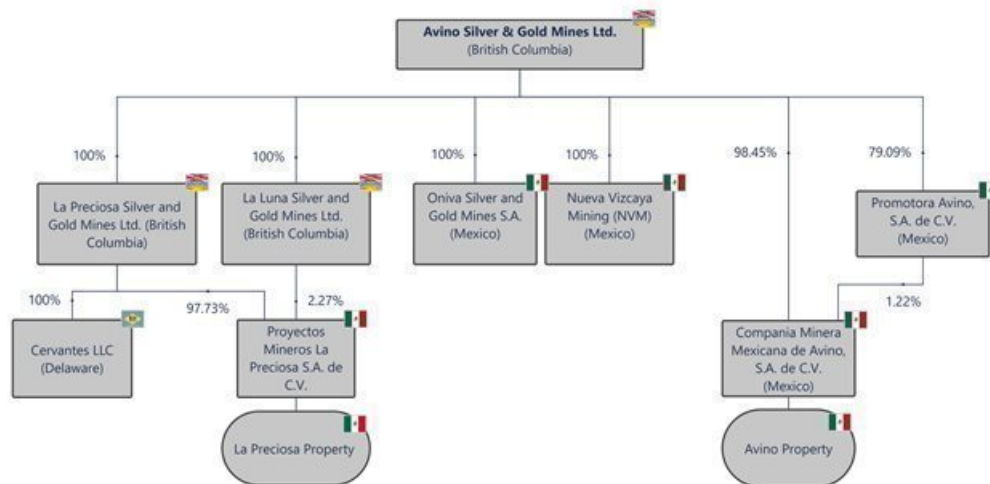 Avino Silver & Gold Mines Ltd.
(British Columbia)
100%
100%
100%
100%
98.45%
79.09%
La Preciosa Silver and
Gold Mines Ltd. (British
Columbia)
La Luna Silver and
Gold Mines Ltd.
(British Columbia)
Oniva Silver and
Gold Mines S.A.
(Mexico)
Nueva Vizcaya
Mining (NVM)
(Mexico)
Promotora Avino,
S.A. de C.V.
(Mexico)
100%
97.73%
2.27%
1.22%
Cervantes LLC
(Delaware)
Proyectos
Mineros La
Preciosa S.A. de
C.V.
Compania Minera
Mexicana de Avino,
S.A. de C.V.
(Mexico)
La Preciosa Property
Avino Property